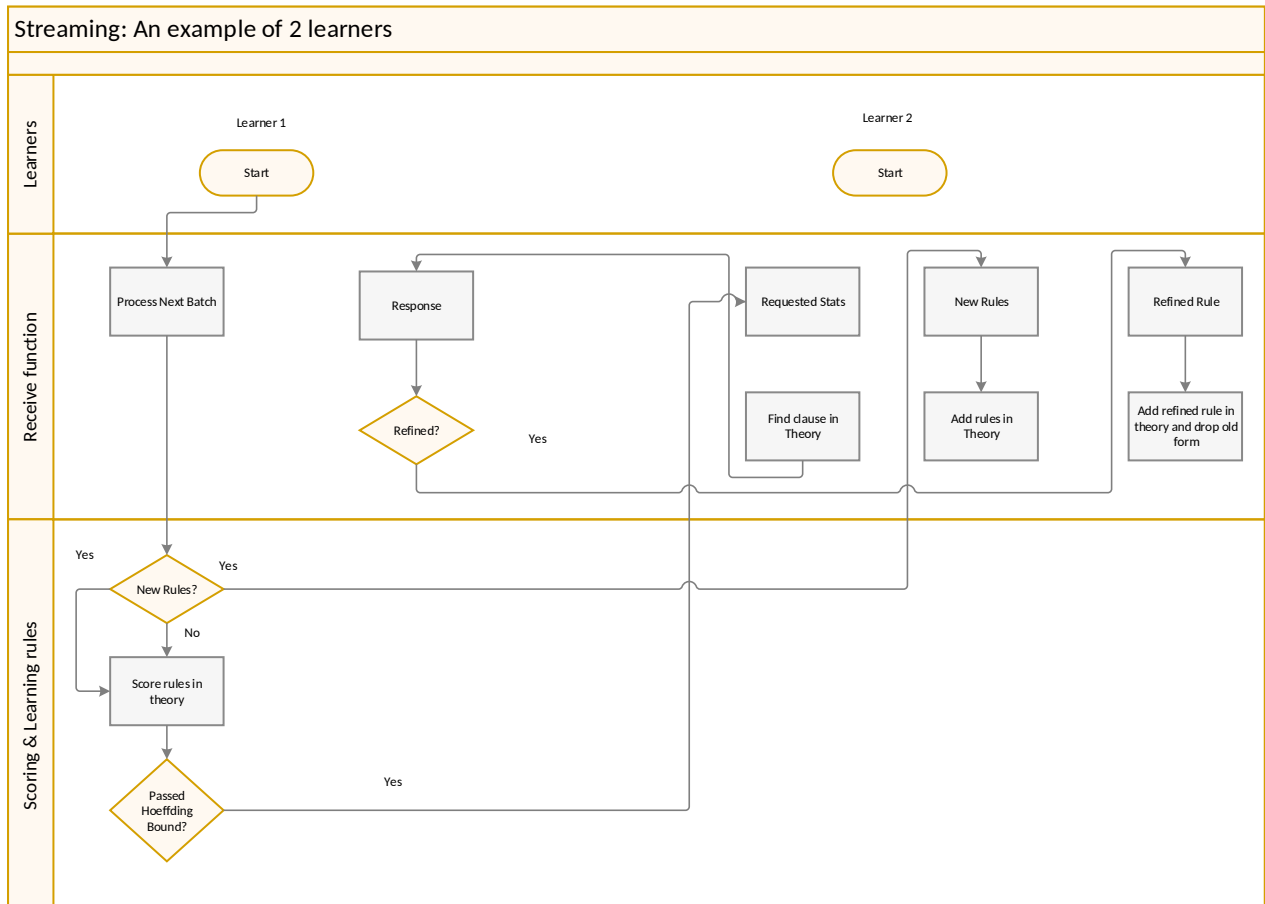 Streaming: An example of 2 learners
Learners
Learner 1
Learner 2
Start
Start
Receive function
Process Next Batch
Response
Requested Stats
New Rules
Refined Rule
Refined?
Yes
Find clause in
Theory
Add rules in
Theory
Add refined rule in
theory and drop old
form
Scoring & Learning rules
Yes
Yes
New Rules?
No
Score rules in
theory
Yes
Passed
Hoeffding
Bound?